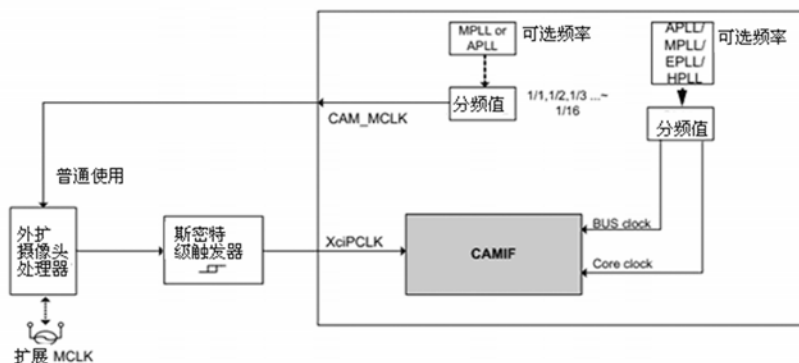 MPLL or
APLL
可选频率
APLL/
MPLL/
EPLL/
HPLL
可选频率
分频值
1/1,1/2,1/3 ...~
1/16
分频值
CAM_MCLK
普通使用
外扩
摄像头
处理器
斯密特
级触发器
XciPCLK
CAMIF
BUS clock
Core clock
扩展 MCLK